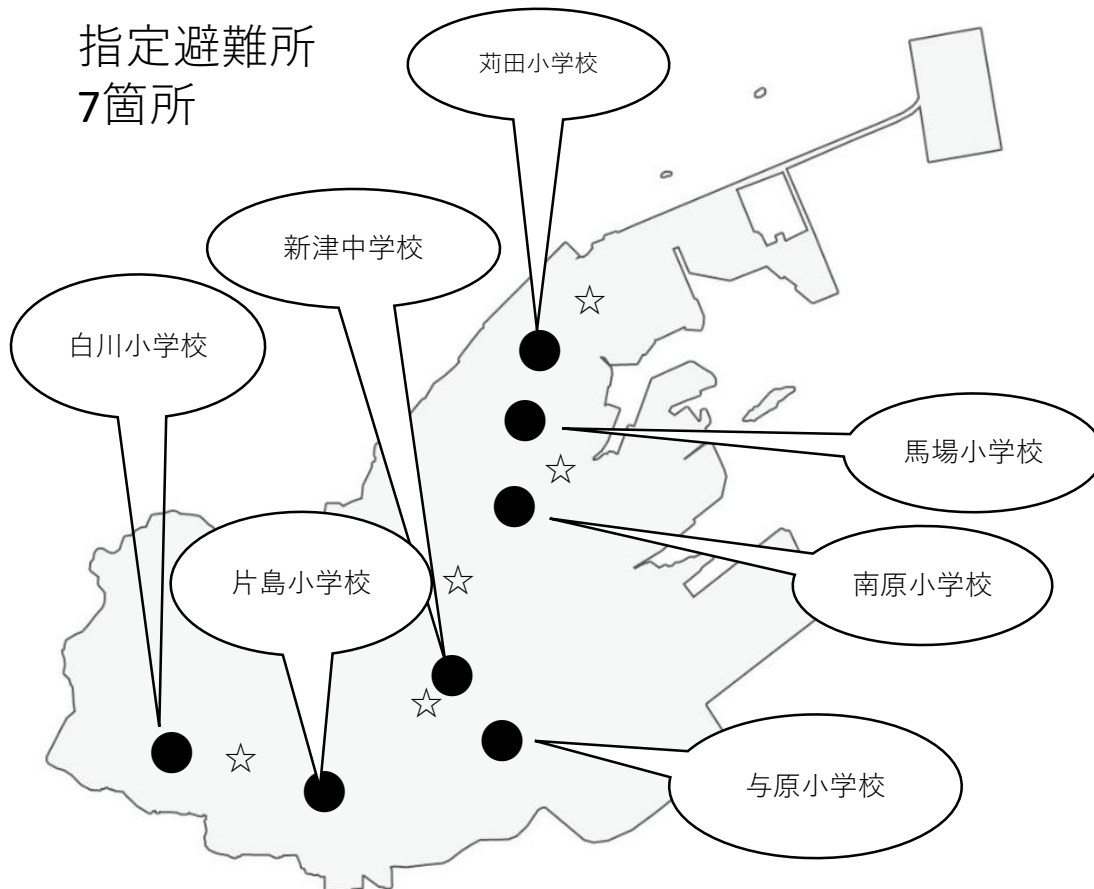 指定避難所
7箇所
苅田小学校
新津中学校
白川小学校
馬場小学校
片島小学校
南原小学校
与原小学校